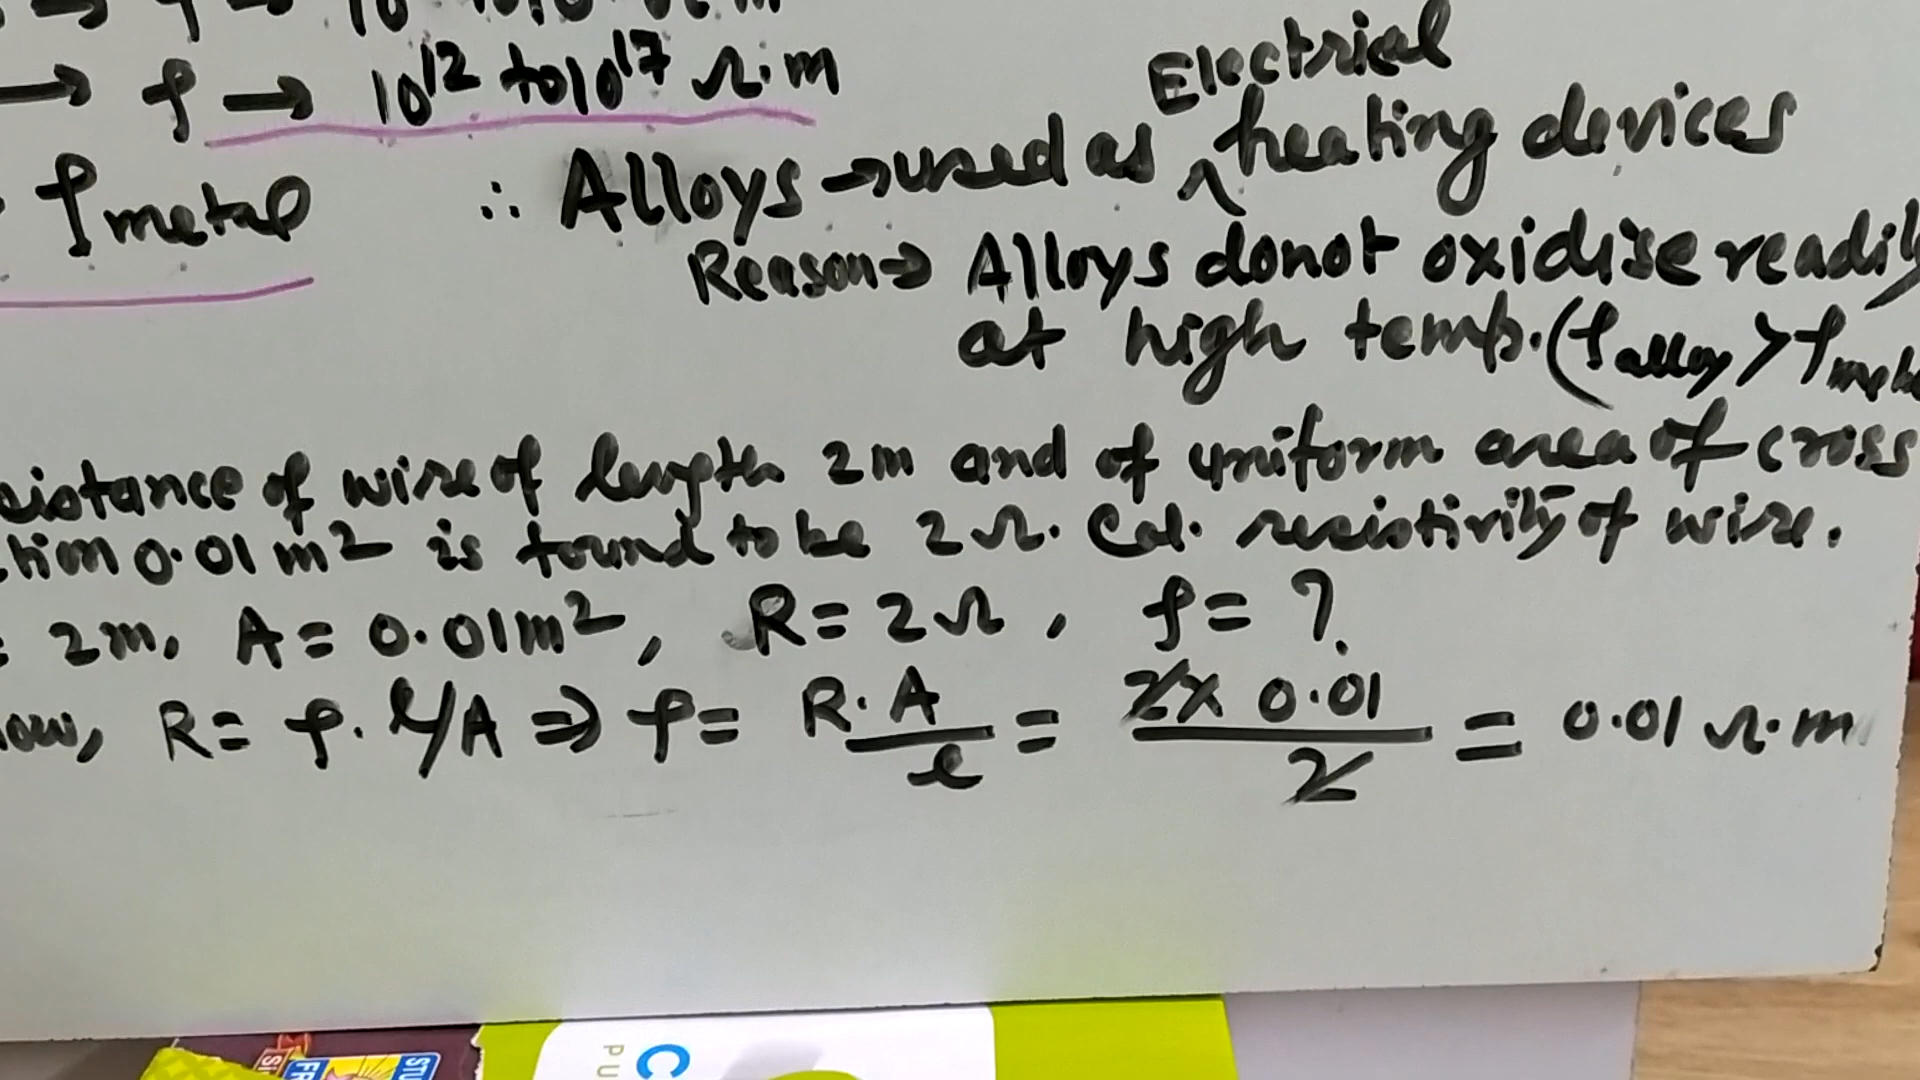 → ρ → 10¹² to 10¹⁷ Ω·m
ρmetal
Electrical
∴ Alloys → used as ^ heating devices
Reason → Alloys donot oxidise readily
at high temp. (ρalloy > ρmetal
sistance of wire of length 2m and of uniform area of cross
tion 0.01 m² is found to be 2Ω. Cal. resistivity of wire.
= 2m, A = 0.01m², R = 2Ω, ρ = ?
now, R = ρ. l/A ⇒ ρ = R.A/l = 2 x 0.01/2 = 0.01 Ω·m
C
PU